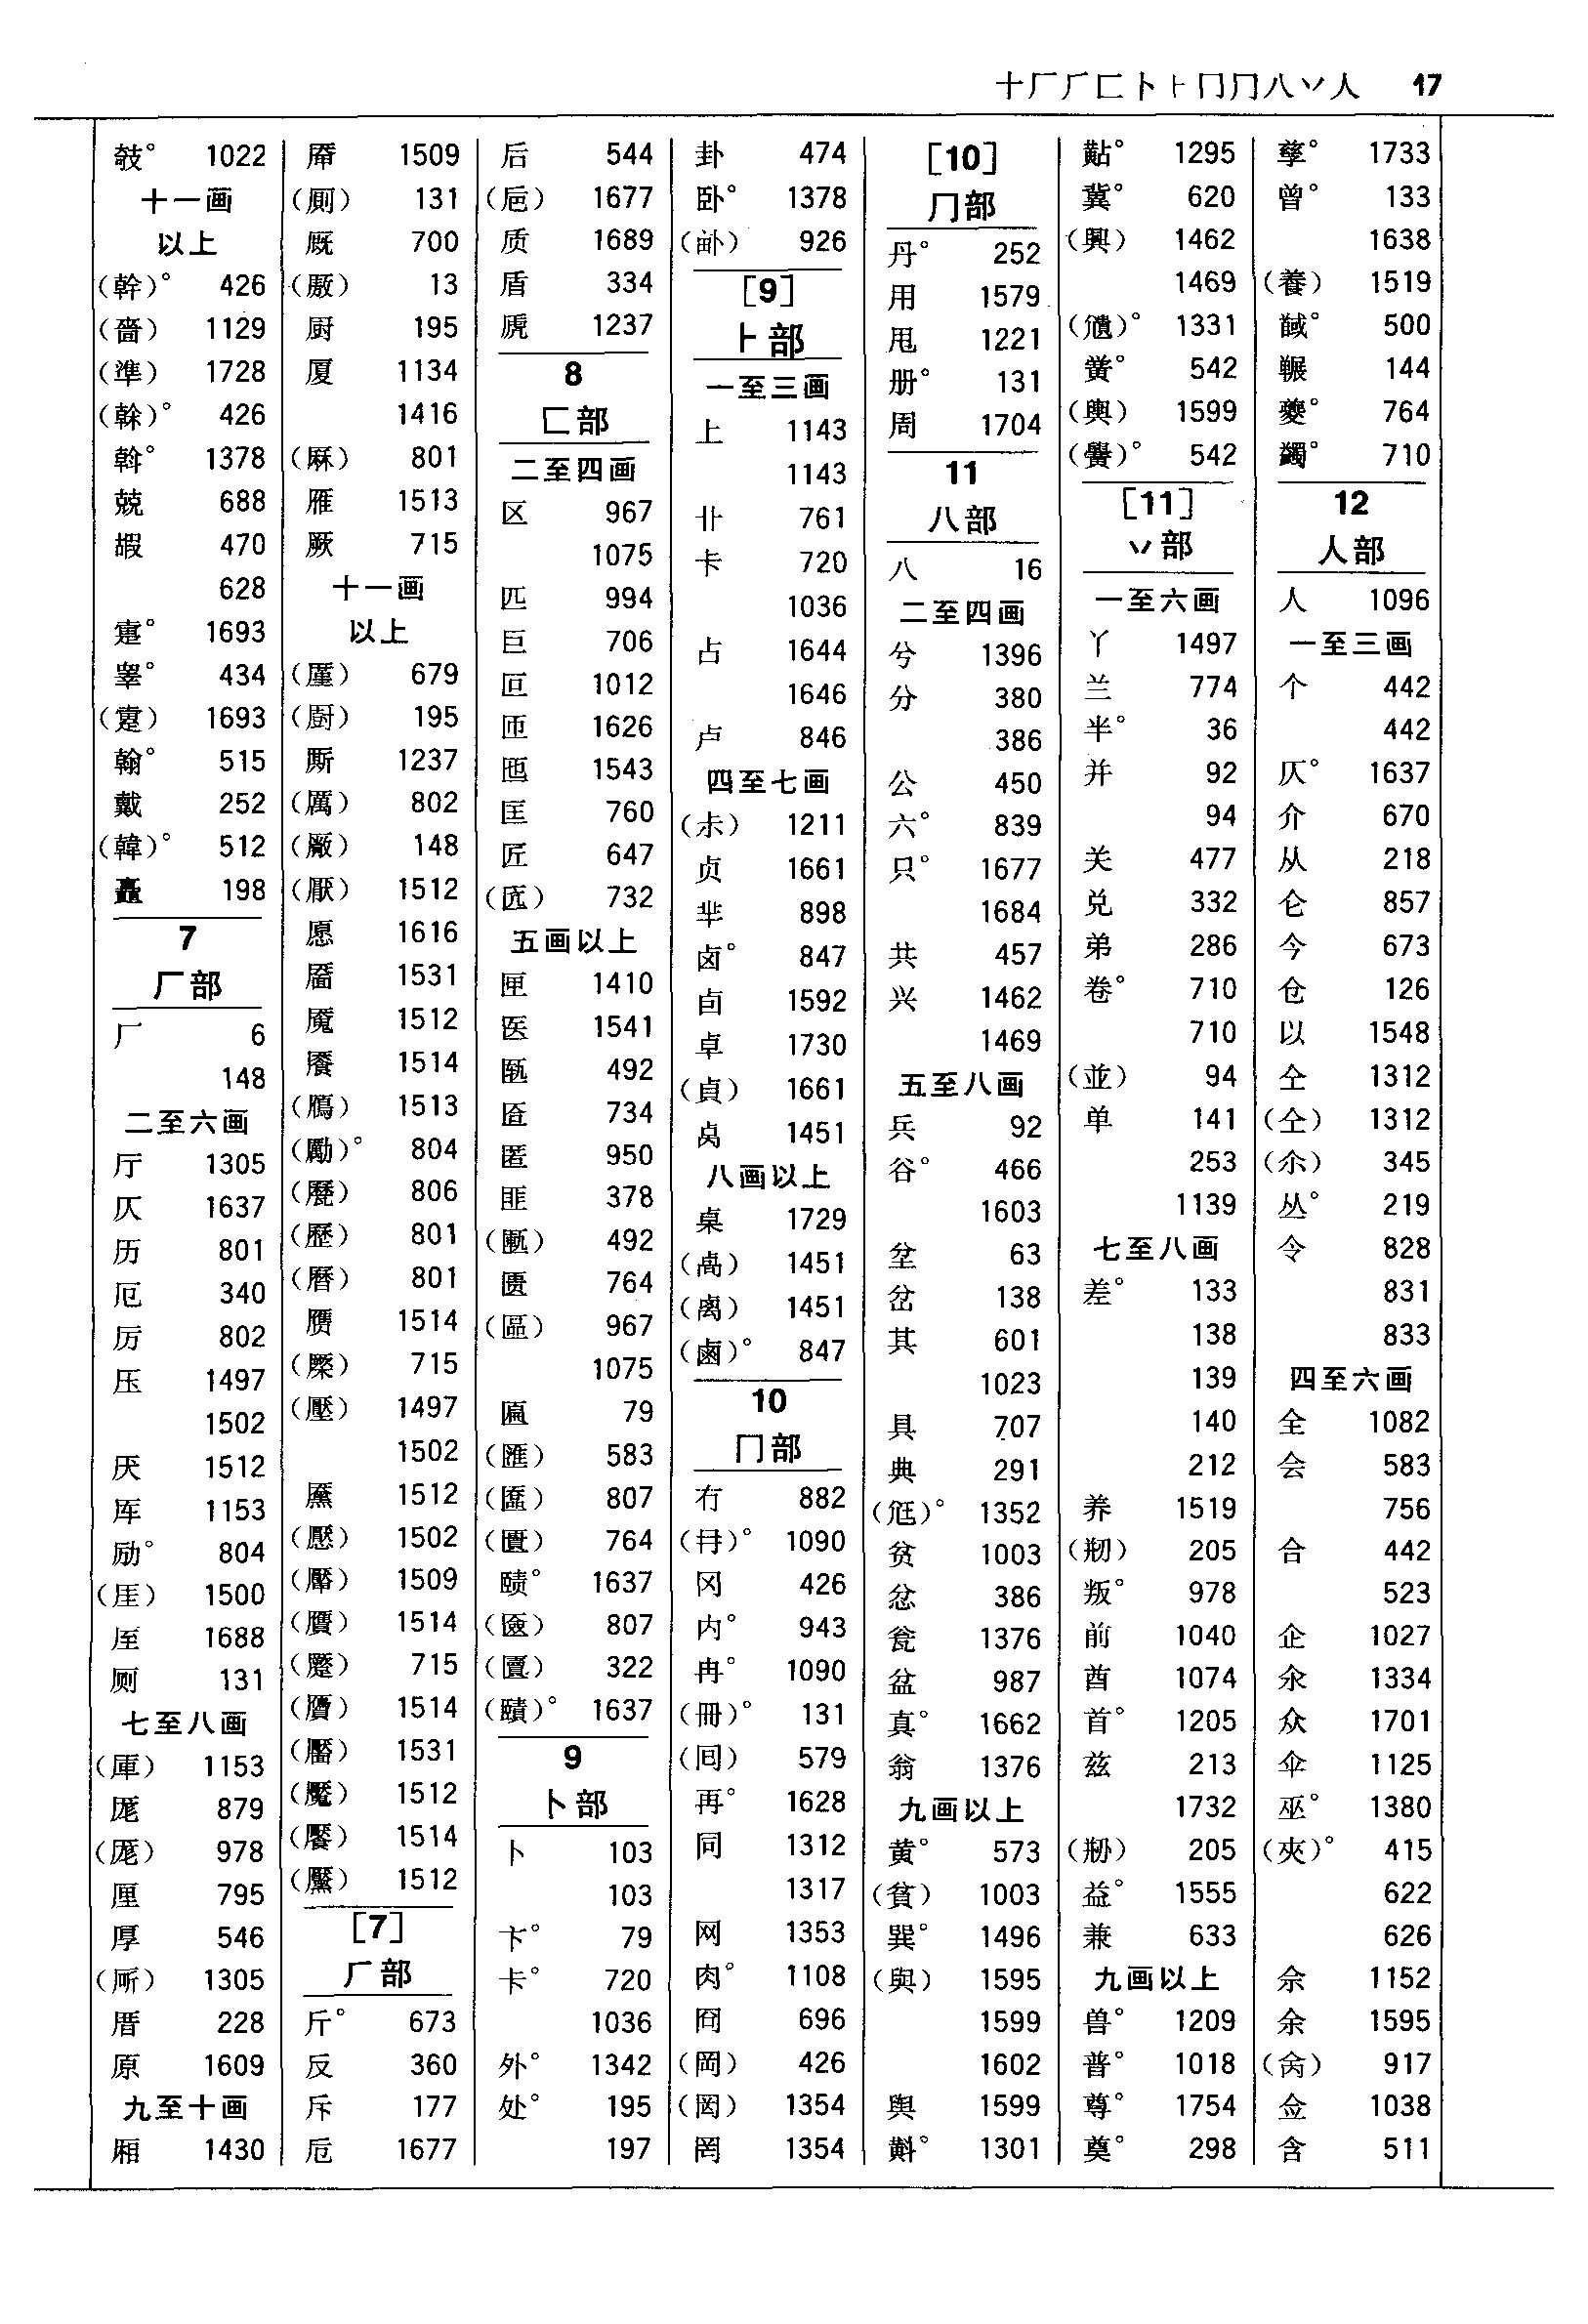 十厂𠂆匚卜⺊冂⺆八丷人 17
攲° 1022
十一画
以上
(幹)° 426
(嗇) 1129
(準) 1728
(榦)° 426
斡° 1378
兢 688
嘏 470
628
疐° 1693
睾° 434
(疐) 1693
翰° 515
戴 252
(韓)° 512
矗 198
7
厂部
厂 6
148
二至六画
厅 1305
仄 1637
历 801
厄 340
厉 802
压 1497
1502
厌 1512
厍 1153
励° 804
(厓) 1500
厔 1688
厕 131
七至八画
(厙) 1153
厖 879
(厖) 978
厘 795
厚 546
(厛) 1305
厝 228
原 1609
九至十画
厢 1430
厣 1509
(厠) 131
厩 700
(厫) 13
厨 195
厦 1134
1416
(厤) 801
雁 1513
厥 715
十一画
以上
(厪) 679
(厨) 195
厮 1237
(厲) 802
(厰) 148
(厭) 1512
愿 1616
靥 1531
魇 1512
餍 1514
(鴈) 1513
(勵)° 804
(甅) 806
(歷) 801
(曆) 801
赝 1514
(橜) 715
(壓) 1497
1502
黡 1512
(懕) 1502
(厴) 1509
(贋) 1514
(蹷) 715
(贗) 1514
(靨) 1531
(魘) 1512
(饜) 1514
(黶) 1512
[7]
𠂆部
斤° 673
反 360
斥 177
卮 1677
后 544
(巵) 1677
质 1689
盾 334
虒 1237
8
匚部
二至四画
区 967
1075
匹 994
巨 706
叵 1012
匝 1626
匜 1543
匡 760
匠 647
(匛) 732
五画以上
匣 1410
医 1541
匦 492
匼 734
匿 950
匪 378
(匭) 492
匮 764
(區) 967
1075
匾 79
(匯) 583
(匲) 807
(匱) 764
赜° 1637
(匳) 807
(匵) 322
(賾)° 1637
9
卜部
卜 103
103
卞° 79
卡° 720
1036
外° 1342
处° 195
197
卦 474
卧° 1378
(卧) 926
[9]
⺊部
一至三画
上 1143
1143
卝 761
卡 720
1036
占 1644
1646
卢 846
四至七画
(尗) 1211
贞 1661
芈 898
卤° 847
卣 1592
卓 1730
(貞) 1661
卨 1451
八画以上
桌 1729
(卨) 1451
(离) 1451
(鹵)° 847
10
冂部
冇 882
(冄)° 1090
冈 426
内° 943
冉° 1090
(冊)° 131
(囘) 579
再° 1628
同 1312
1317
网 1353
肉° 1108
冏 696
(岡) 426
(罔) 1354
罔 1354
[10]
⺆部
丹° 252
用 1579
甩 1221
册° 131
周 1704
11
八部
八 16
二至四画
兮 1396
分 380
386
公 450
六° 839
只° 1677
1684
共 457
兴 1462
1469
五至八画
兵 92
谷° 466
1603
坌 63
岔 138
其 601
1023
具 707
典 291
(尫)° 1352
贫 1003
忿 386
瓮 1376
盆 987
真° 1662
翁 1376
九画以上
黄° 573
(貧) 1003
巽° 1496
(與) 1595
1599
1602
舆 1599
斢° 1301
黇° 1295
冀° 620
(興) 1462
1469
(尵)° 1331
黉° 542
(輿) 1599
(黌)° 542
[11]
丷部
一至六画
丫 1497
兰 774
半° 36
并 92
94
关 477
兑 332
弟 286
卷° 710
710
(並) 94
单 141
253
1139
七至八画
差° 133
138
139
140
212
养 1519
(剏) 205
叛° 978
前 1040
酋 1074
首° 1205
兹 213
1732
(剙) 205
益° 1555
兼 633
九画以上
兽° 1209
普° 1018
尊° 1754
奠° 298
孳° 1733
曾° 133
1638
(養) 1519
馘° 500
冁 144
夔° 764
蠲° 710
12
人部
人 1096
一至三画
个 442
442
仄° 1637
介 670
从 218
仑 857
今 673
仓 126
以 1548
仝 1312
(仝) 1312
(尒) 345
丛° 219
令 828
831
833
四至六画
全 1082
会 583
756
合 442
523
企 1027
汆 1334
众 1701
伞 1125
巫° 1380
(夾)° 415
622
626
佘 1152
余 1595
(肏) 917
佥 1038
含 511